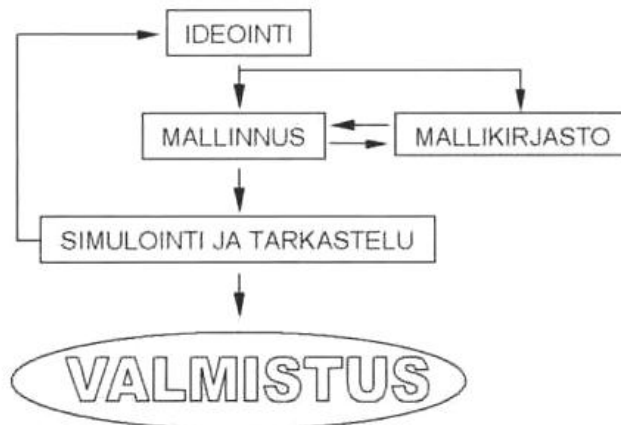 IDEOINTI
MALLINNUS
MALLIKIRJASTO
SIMULOINTI JA TARKASTELU
VALMISTUS